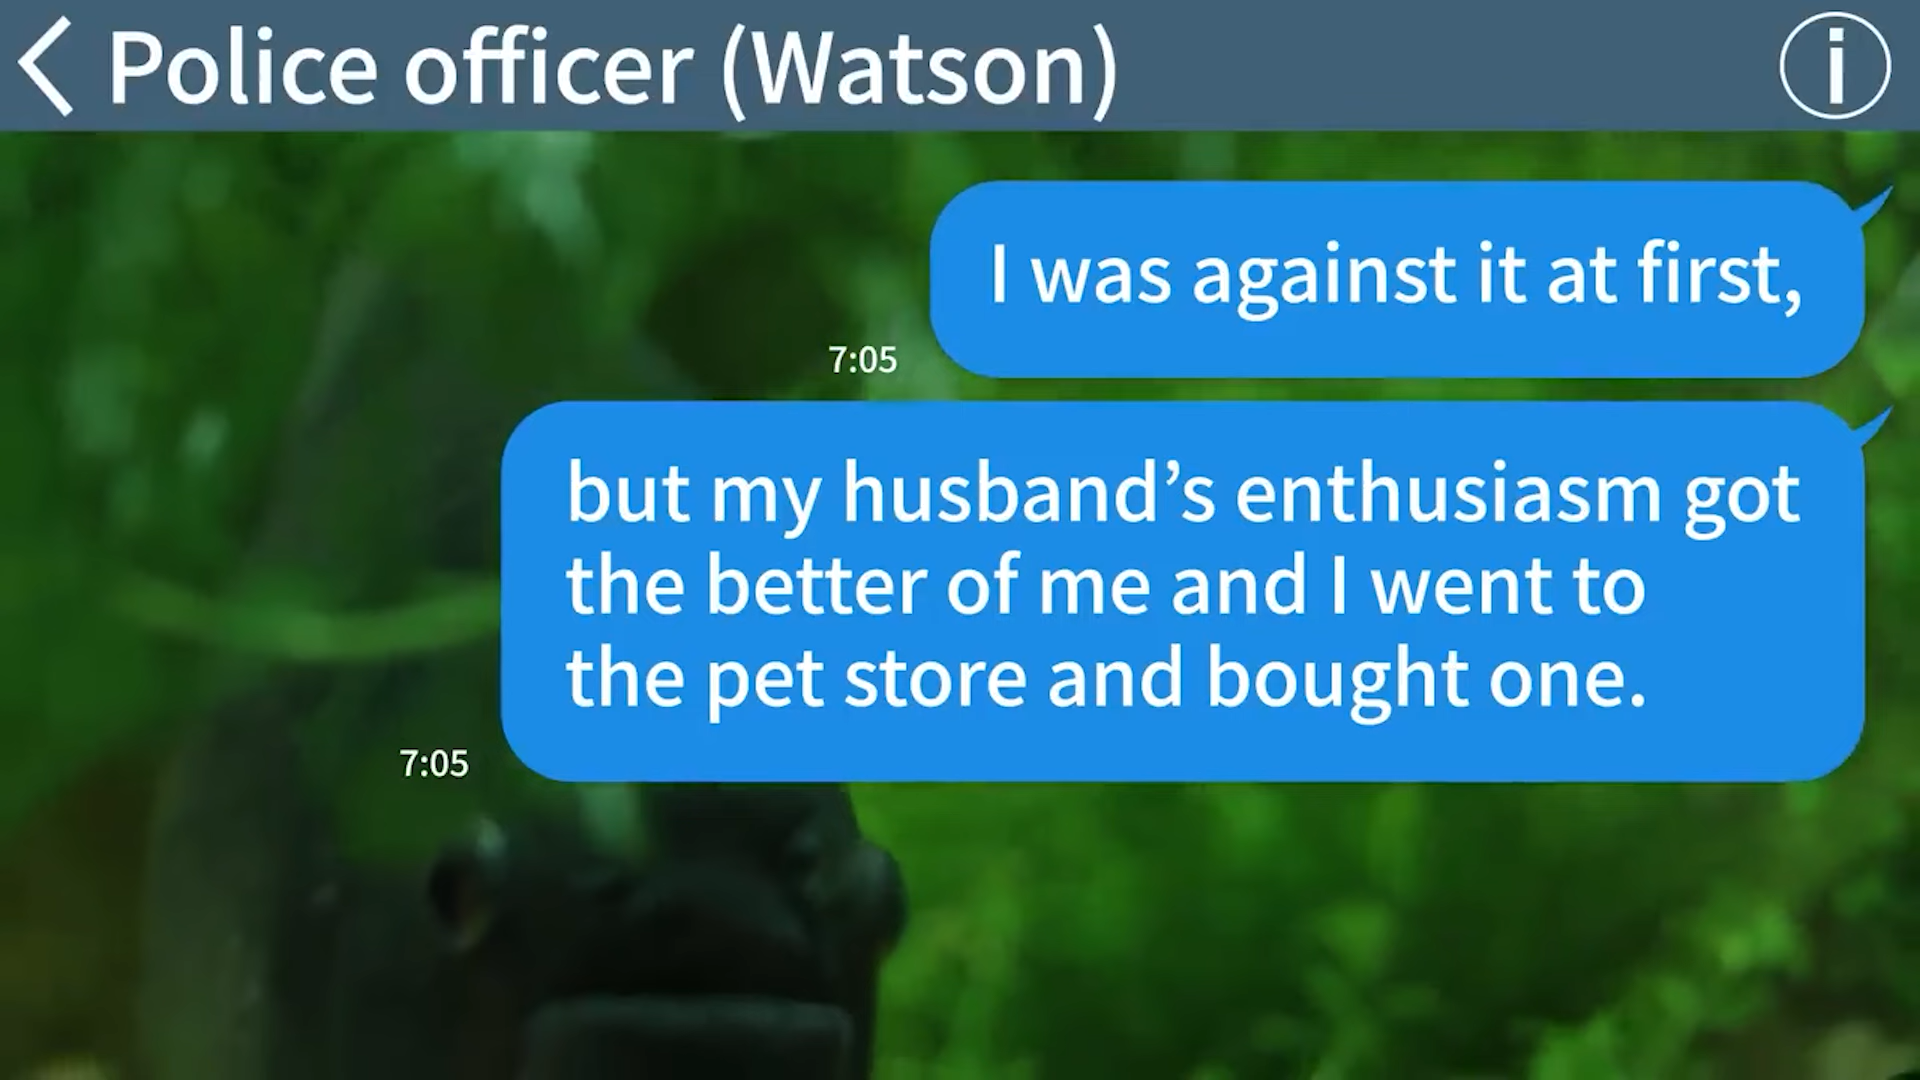 Police officer (Watson)
I was against it at first,
7:05
but my husband’s enthusiasm got
the better of me and I went to
the pet store and bought one.
7:05